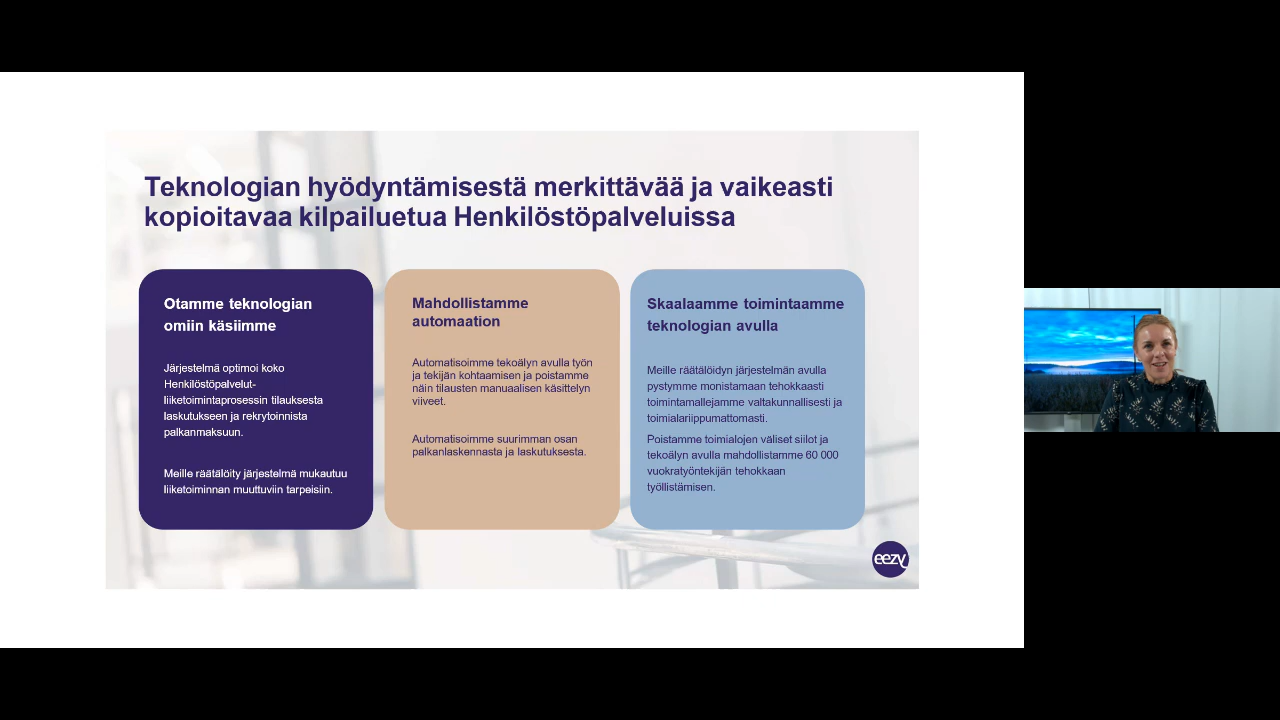 Teknologian hyödyntämisestä merkittävää ja vaikeasti
kopioitavaa kilpailuetua Henkilöstöpalveluissa
Otamme teknologian
omiin käsiimme
Järjestelmä optimoi koko
Henkilöstöpalvelut-
liiketoimintaprosessin tilauksesta
laskutukseen ja rekrytoinnista
palkanmaksuun.
Meille räätälöity järjestelmä mukautuu
liiketoiminnan muuttuviin tarpeisiin.
Mahdollistamme
automaation
Automatisoimme tekoälyn avulla työn
ja tekijän kohtaamisen ja poistamme
näin tilausten manuaalisen käsittelyn
viiveet.
Automatisoimme suurimman osan
palkanlaskennasta ja laskutuksesta.
Skaalaamme toimintaamme
teknologian avulla
Meille räätälöidyn järjestelmän avulla
pystymme monistamaan tehokkaasti
toimintamallejamme valtakunnallisesti ja
toimialariippumattomasti.
Poistamme toimialojen väliset siilot ja
tekoälyn avulla mahdollistamme 60 000
vuokratyöntekijän tehokkaan
työllistämisen.
eezy